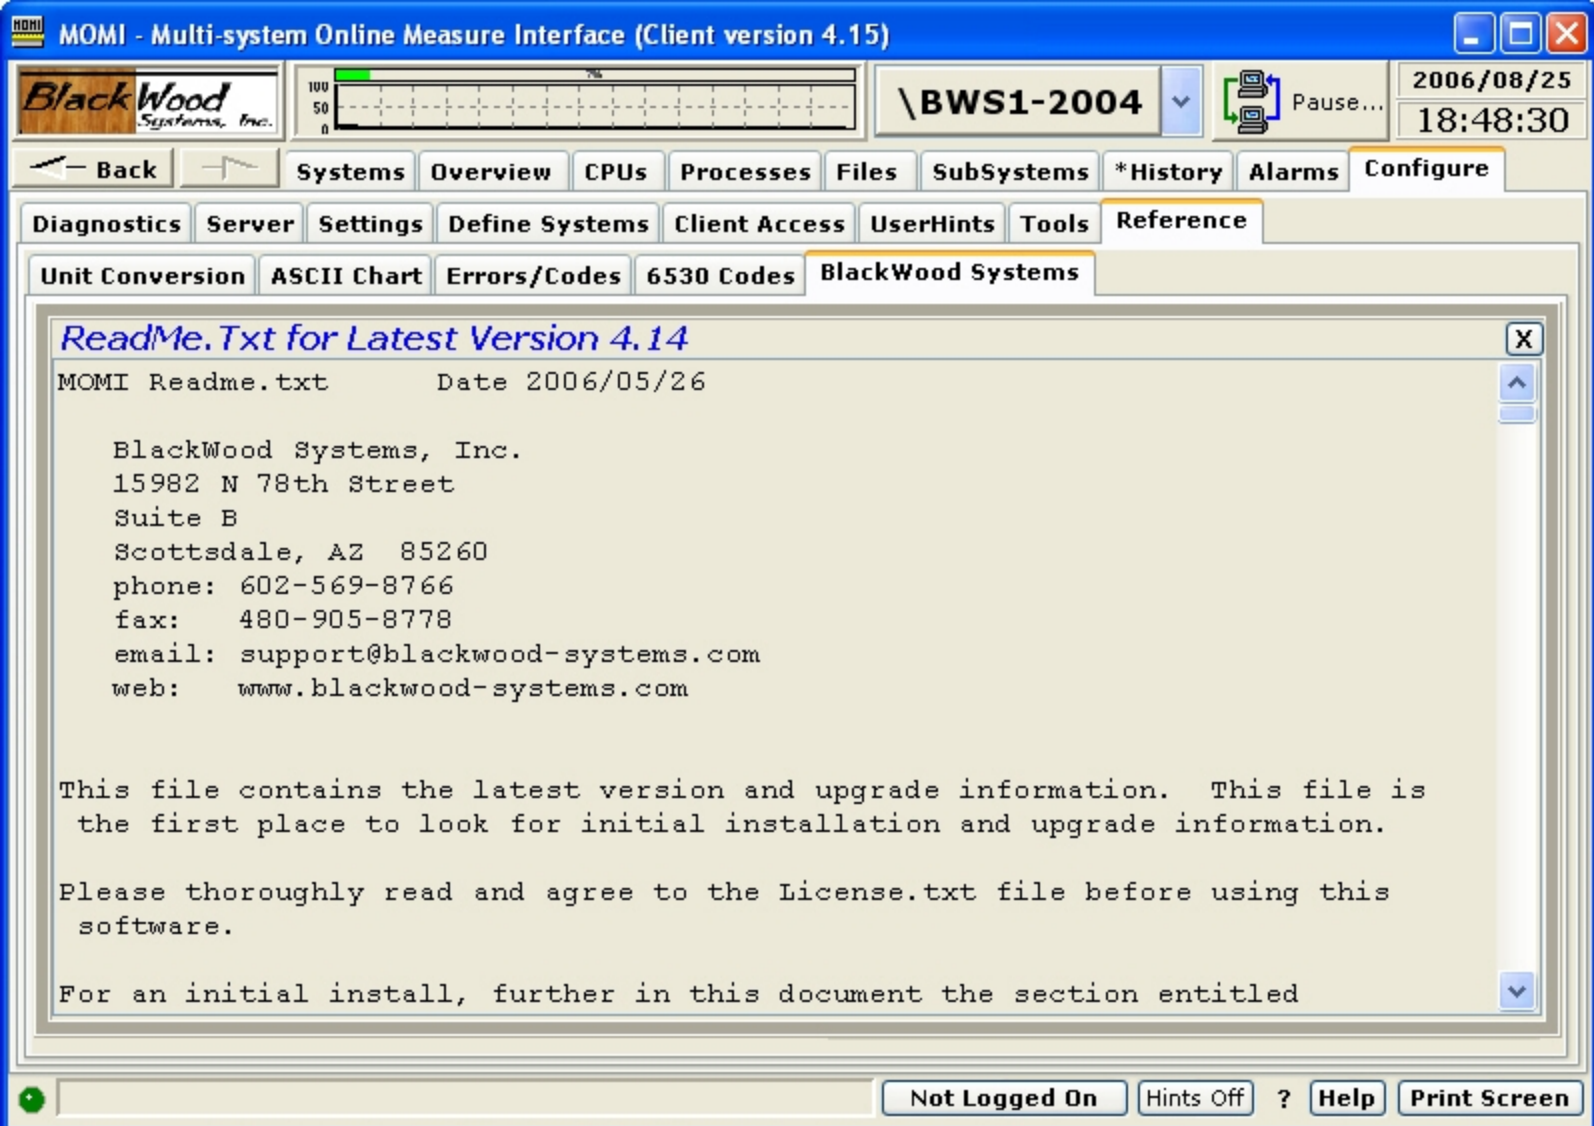 MOMI
MOMI - Multi-system Online Measure Interface (Client version 4.15)
BlackWood
Systems, Inc.
100
50
0
7%
\BWS1-2004
Pause...
2006/08/25
18:48:30
Back
Systems Overview CPUs Processes Files SubSystems *History Alarms Configure
Diagnostics Server Settings Define Systems Client Access UserHints Tools Reference
Unit Conversion ASCII Chart Errors/Codes 6530 Codes BlackWood Systems
ReadMe.Txt for Latest Version 4.14
X
MOMI Readme.txt      Date 2006/05/26
BlackWood Systems, Inc.
15982 N 78th Street
Suite B
Scottsdale, AZ  85260
phone: 602-569-8766
fax:   480-905-8778
email: support@blackwood-systems.com
web:   www.blackwood-systems.com
This file contains the latest version and upgrade information.  This file is
the first place to look for initial installation and upgrade information.
Please thoroughly read and agree to the License.txt file before using this
software.
For an initial install, further in this document the section entitled
Not Logged On Hints Off ? Help Print Screen